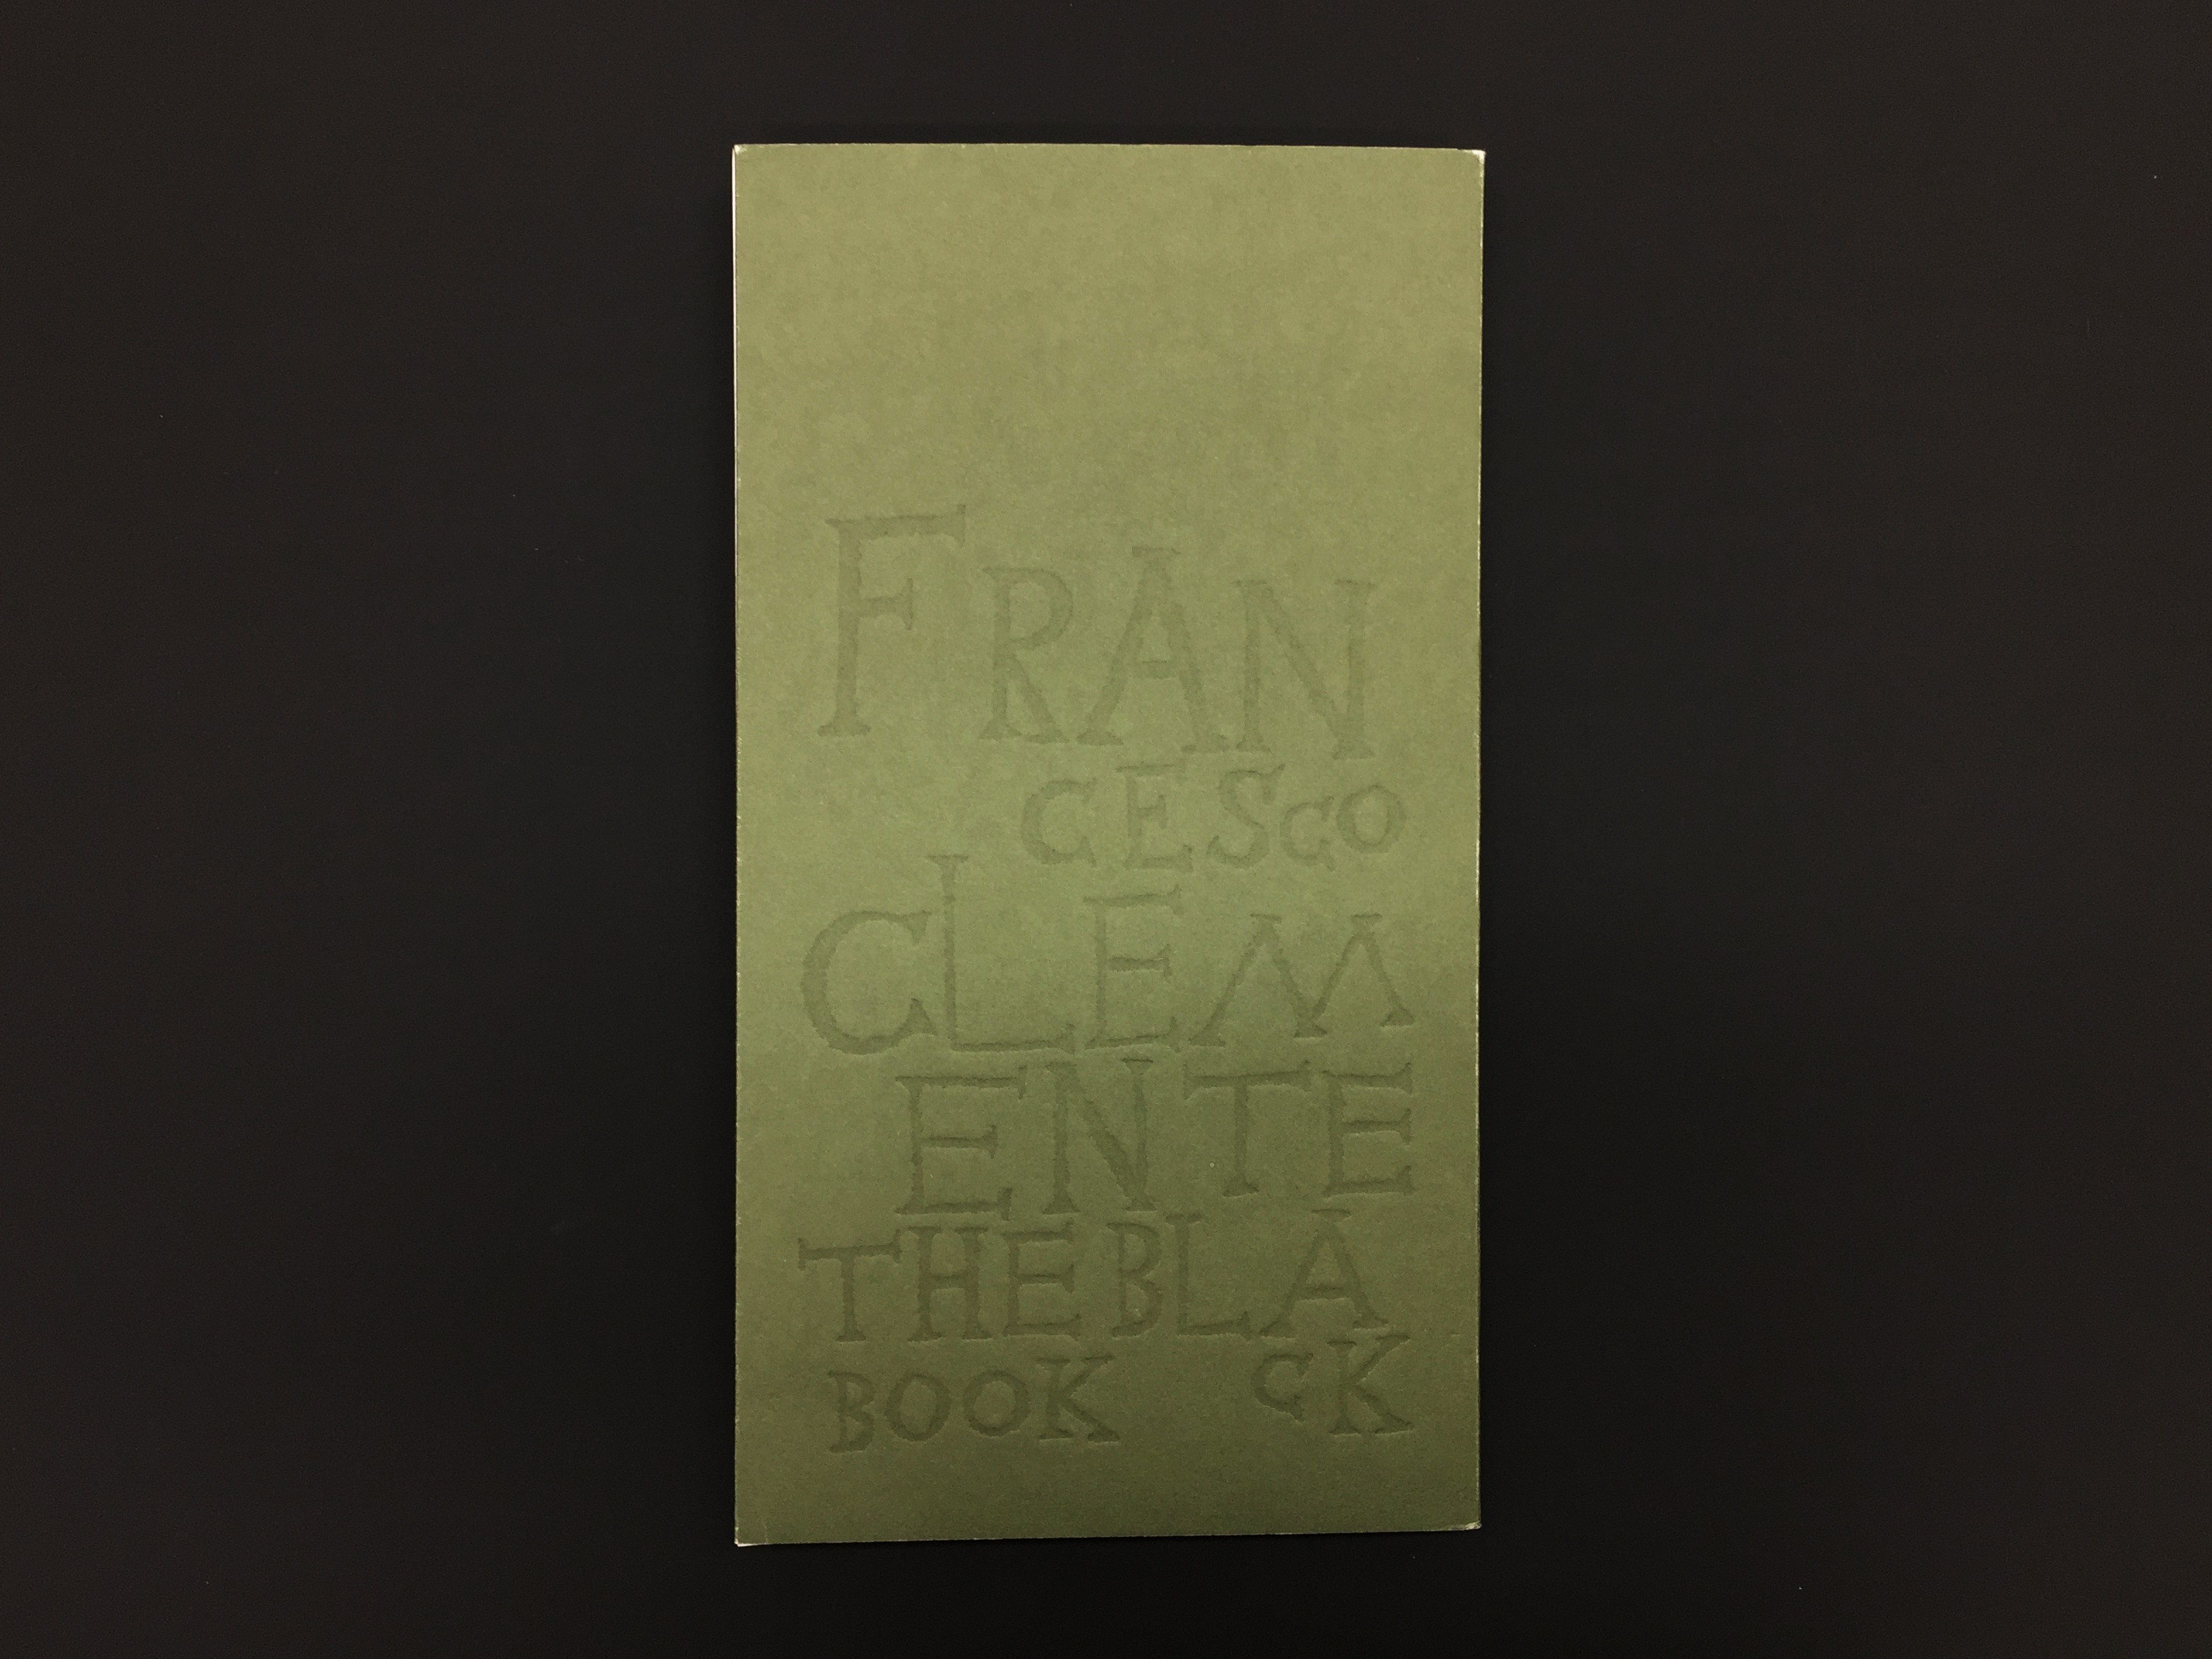 FRAN
CESCO
CLEM
ENTE
THE BLA
BOOK CK